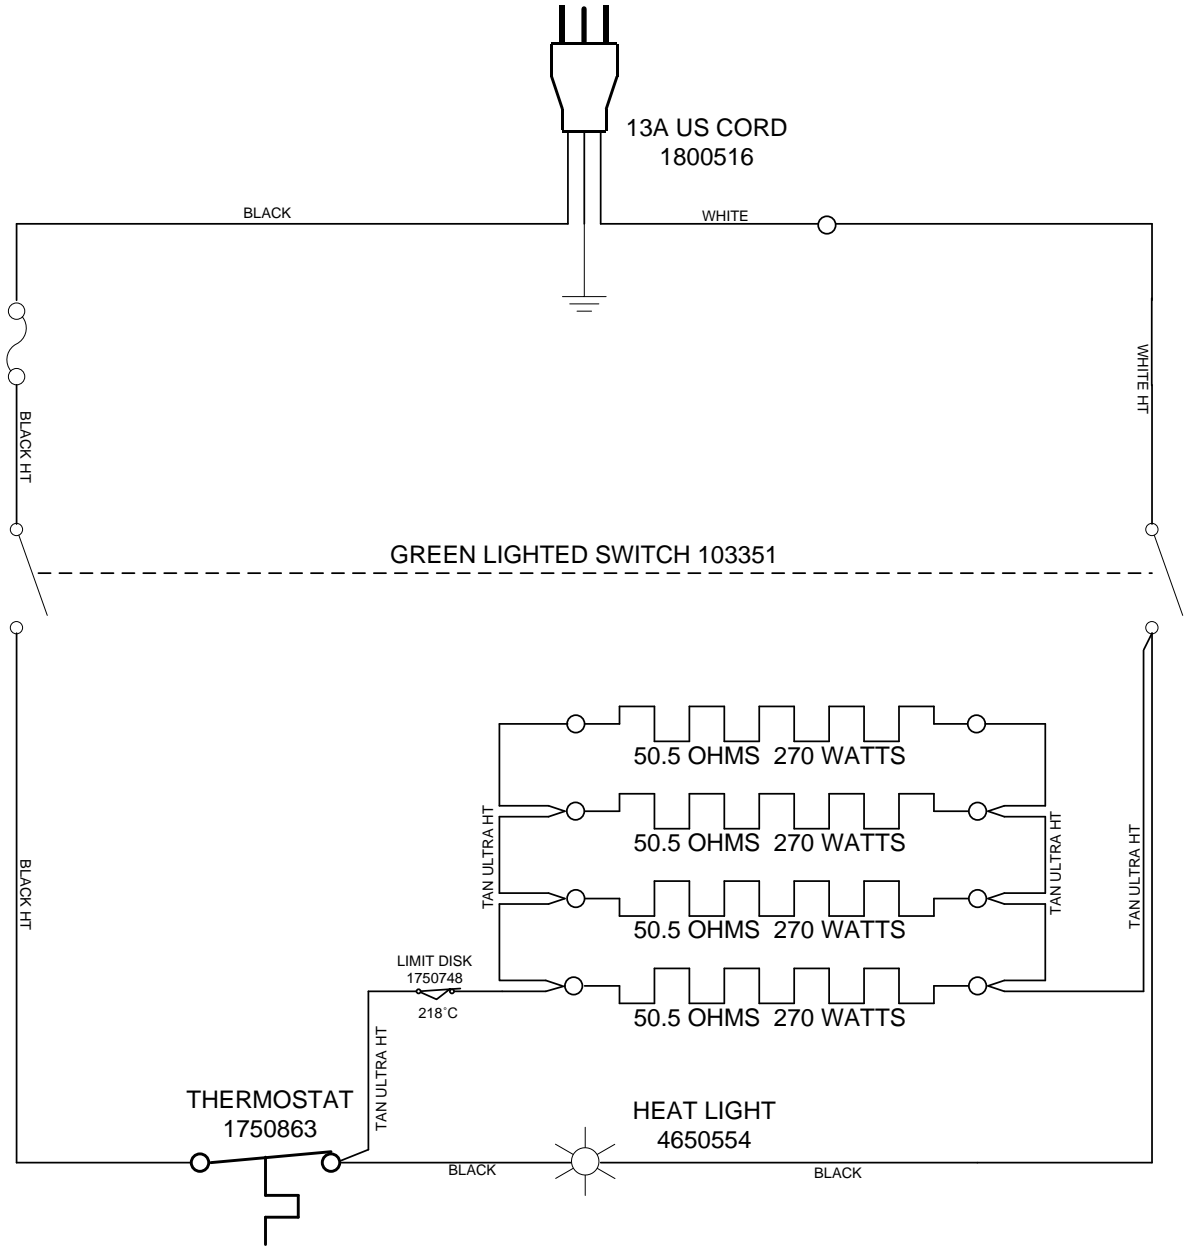 13A US CORD
1800516
BLACK
WHITE
WHITE HT
BLACK HT
GREEN LIGHTED SWITCH 103351
50.5 OHMS 270 WATTS
50.5 OHMS 270 WATTS
TAN ULTRA HT
TAN ULTRA HT
TAN ULTRA HT
BLACK HT
50.5 OHMS 270 WATTS
LIMIT DISK
1750748
218°C
50.5 OHMS 270 WATTS
TAN ULTRA HT
THERMOSTAT
1750863
HEAT LIGHT
4650554
BLACK
BLACK